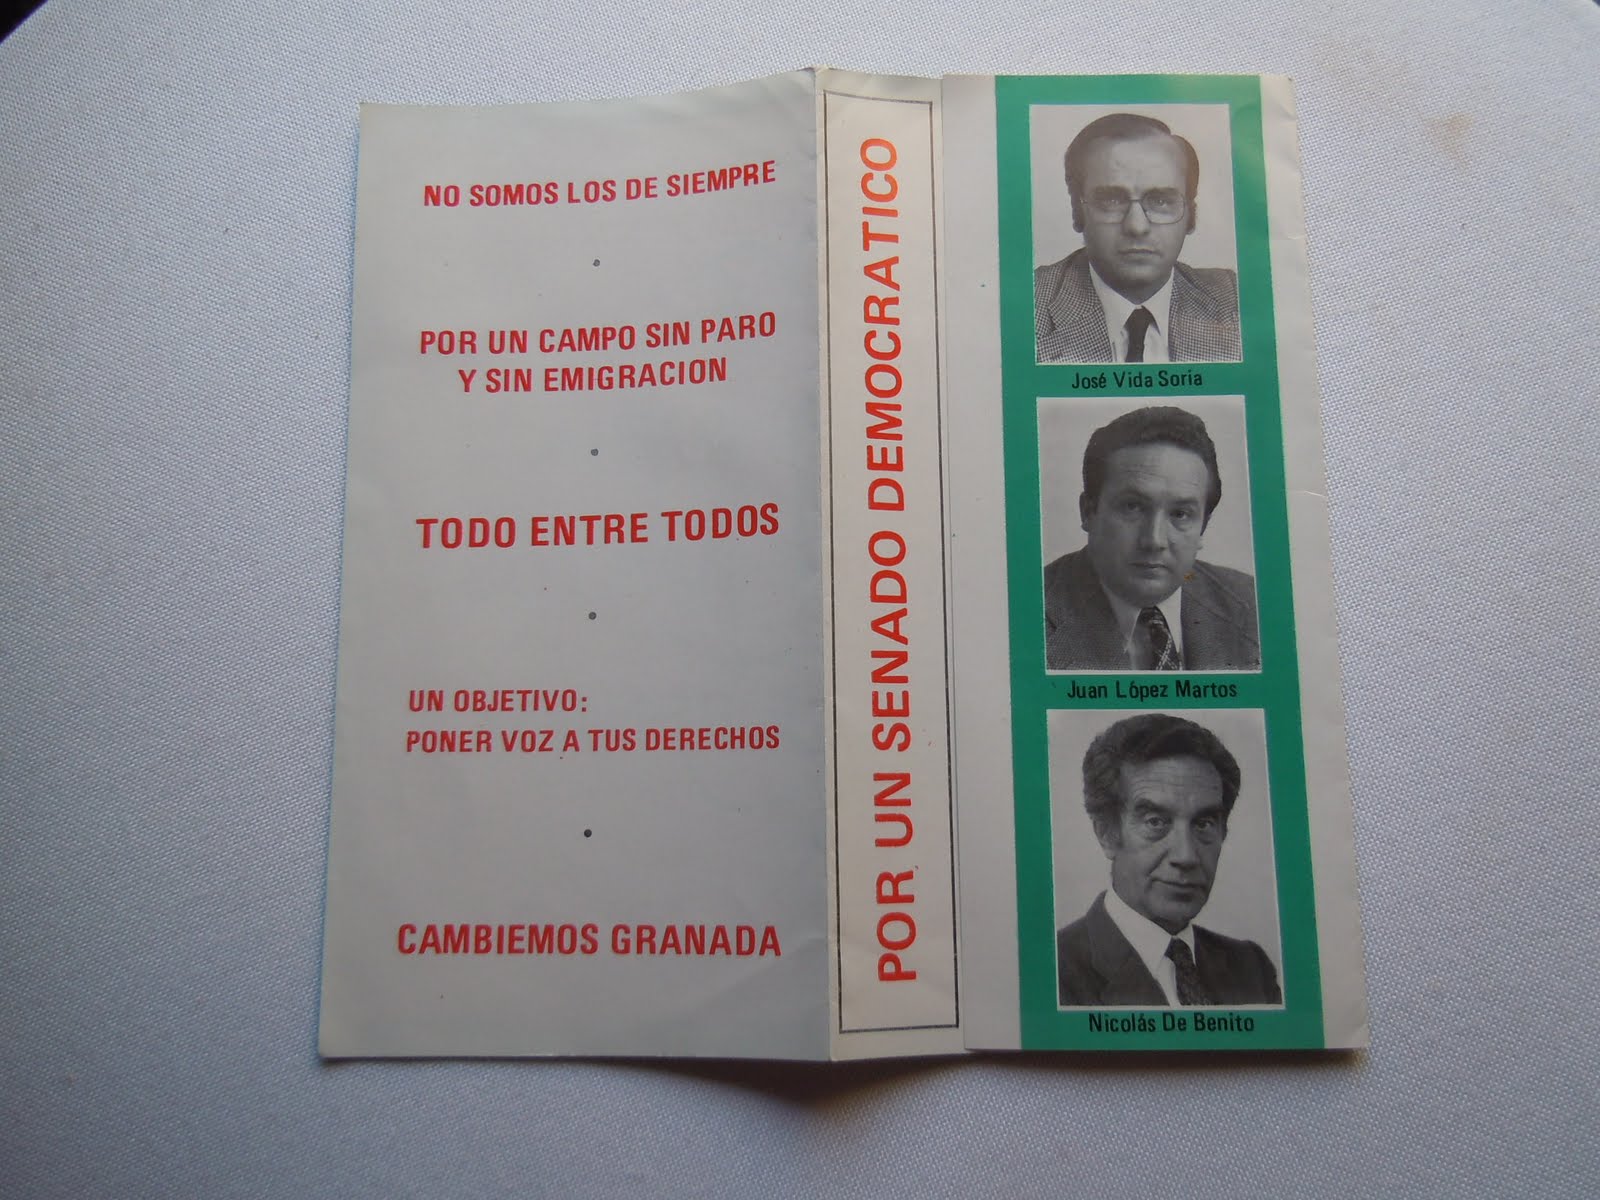 NO SOMOS LOS DE SIEMPRE
POR UN CAMPO SIN PARO
Y SIN EMIGRACION
TODO ENTRE TODOS
UN OBJETIVO:
PONER VOZ A TUS DERECHOS
CAMBIEMOS GRANADA
POR UN SENADO DEMOCRATICO
José Vida Soria
Juan López Martos
Nicolás De Benito